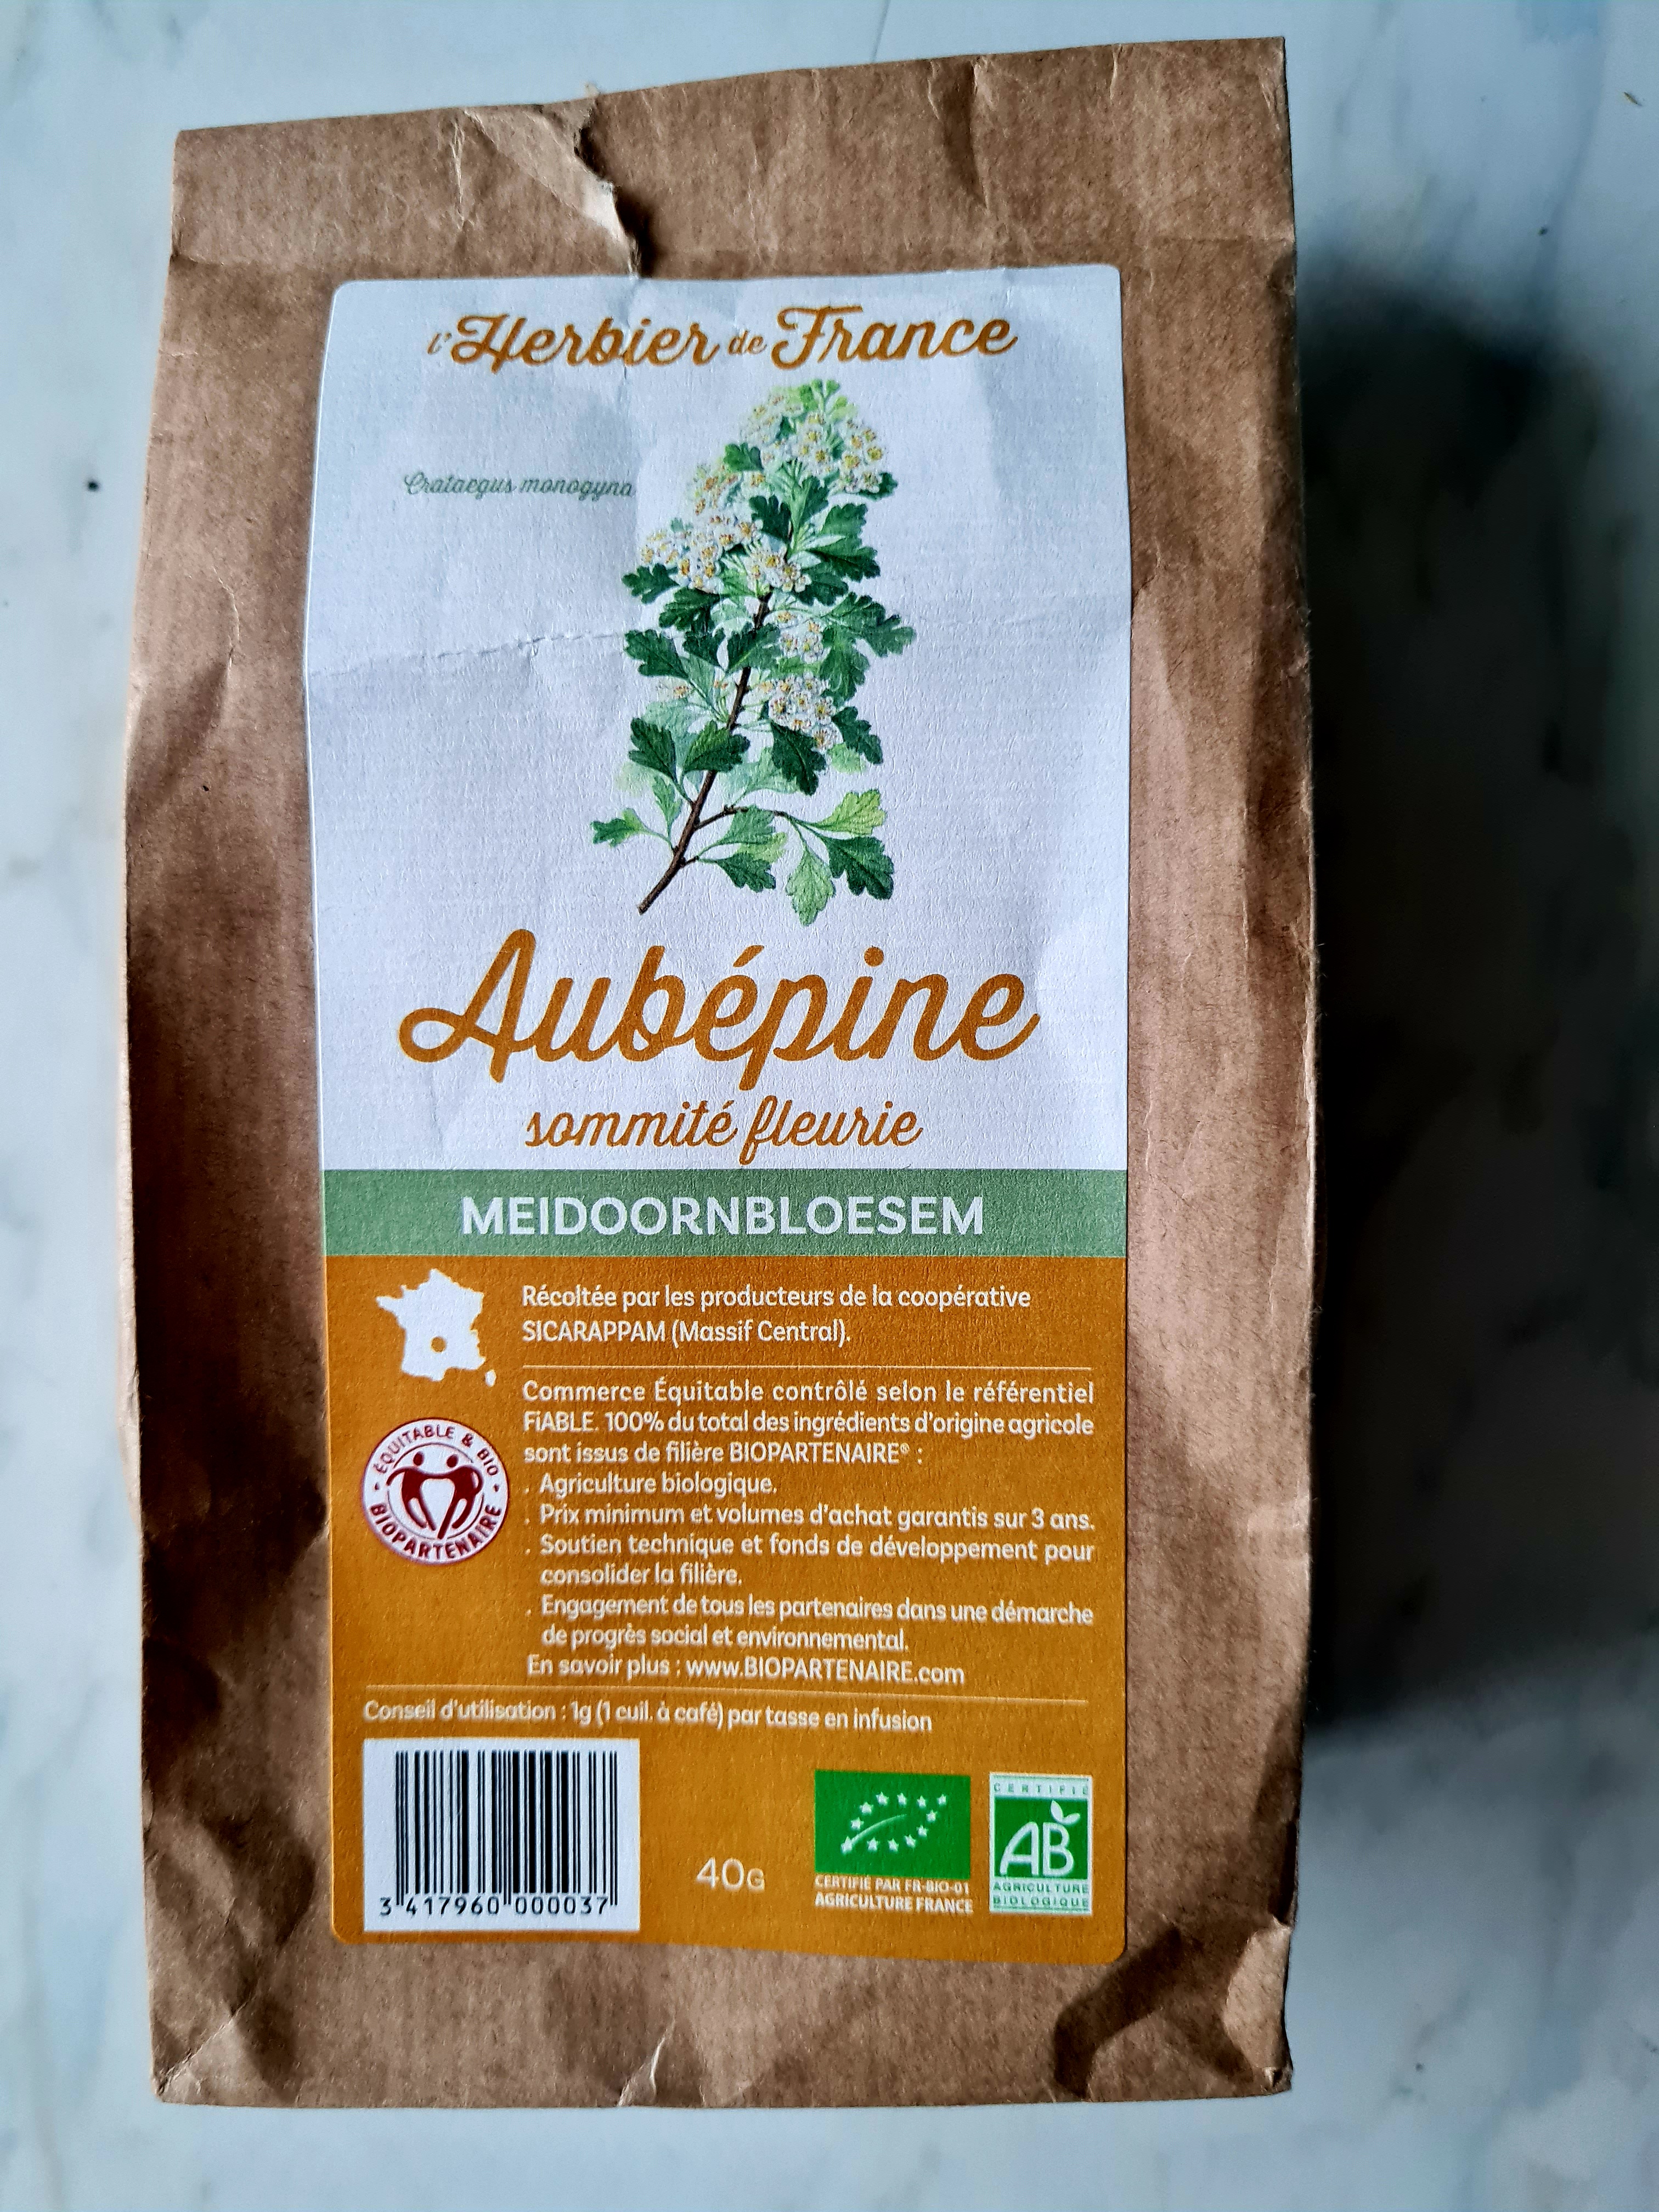 l'Herbier de France
Crataegus monogyna
Aubépine
sommité fleurie
MEIDOORNBLOESEM
Récoltée par les producteurs de la coopérative
SICARAPPAM (Massif Central).
Commerce Équitable contrôlé selon le référentiel
FiABLE. 100% du total des ingrédients d'origine agricole
sont issus de filière BIOPARTENAIRE® :
. Agriculture biologique.
. Prix minimum et volumes d'achat garantis sur 3 ans.
. Soutien technique et fonds de développement pour
consolider la filière.
. Engagement de tous les partenaires dans une démarche
de progrès social et environnemental.
En savoir plus : www.BIOPARTENAIRE.com
ÉQUITABLE & BIO
BIOPARTENAIRE
Conseil d'utilisation : 1g (1 cuil. à café) par tasse en infusion
3 417960 000037
40G
CERTIFIÉ PAR FR-BIO-01
AGRICULTURE FRANCE
CERTIFIÉ
AB
AGRICULTURE
BIOLOGIQUE